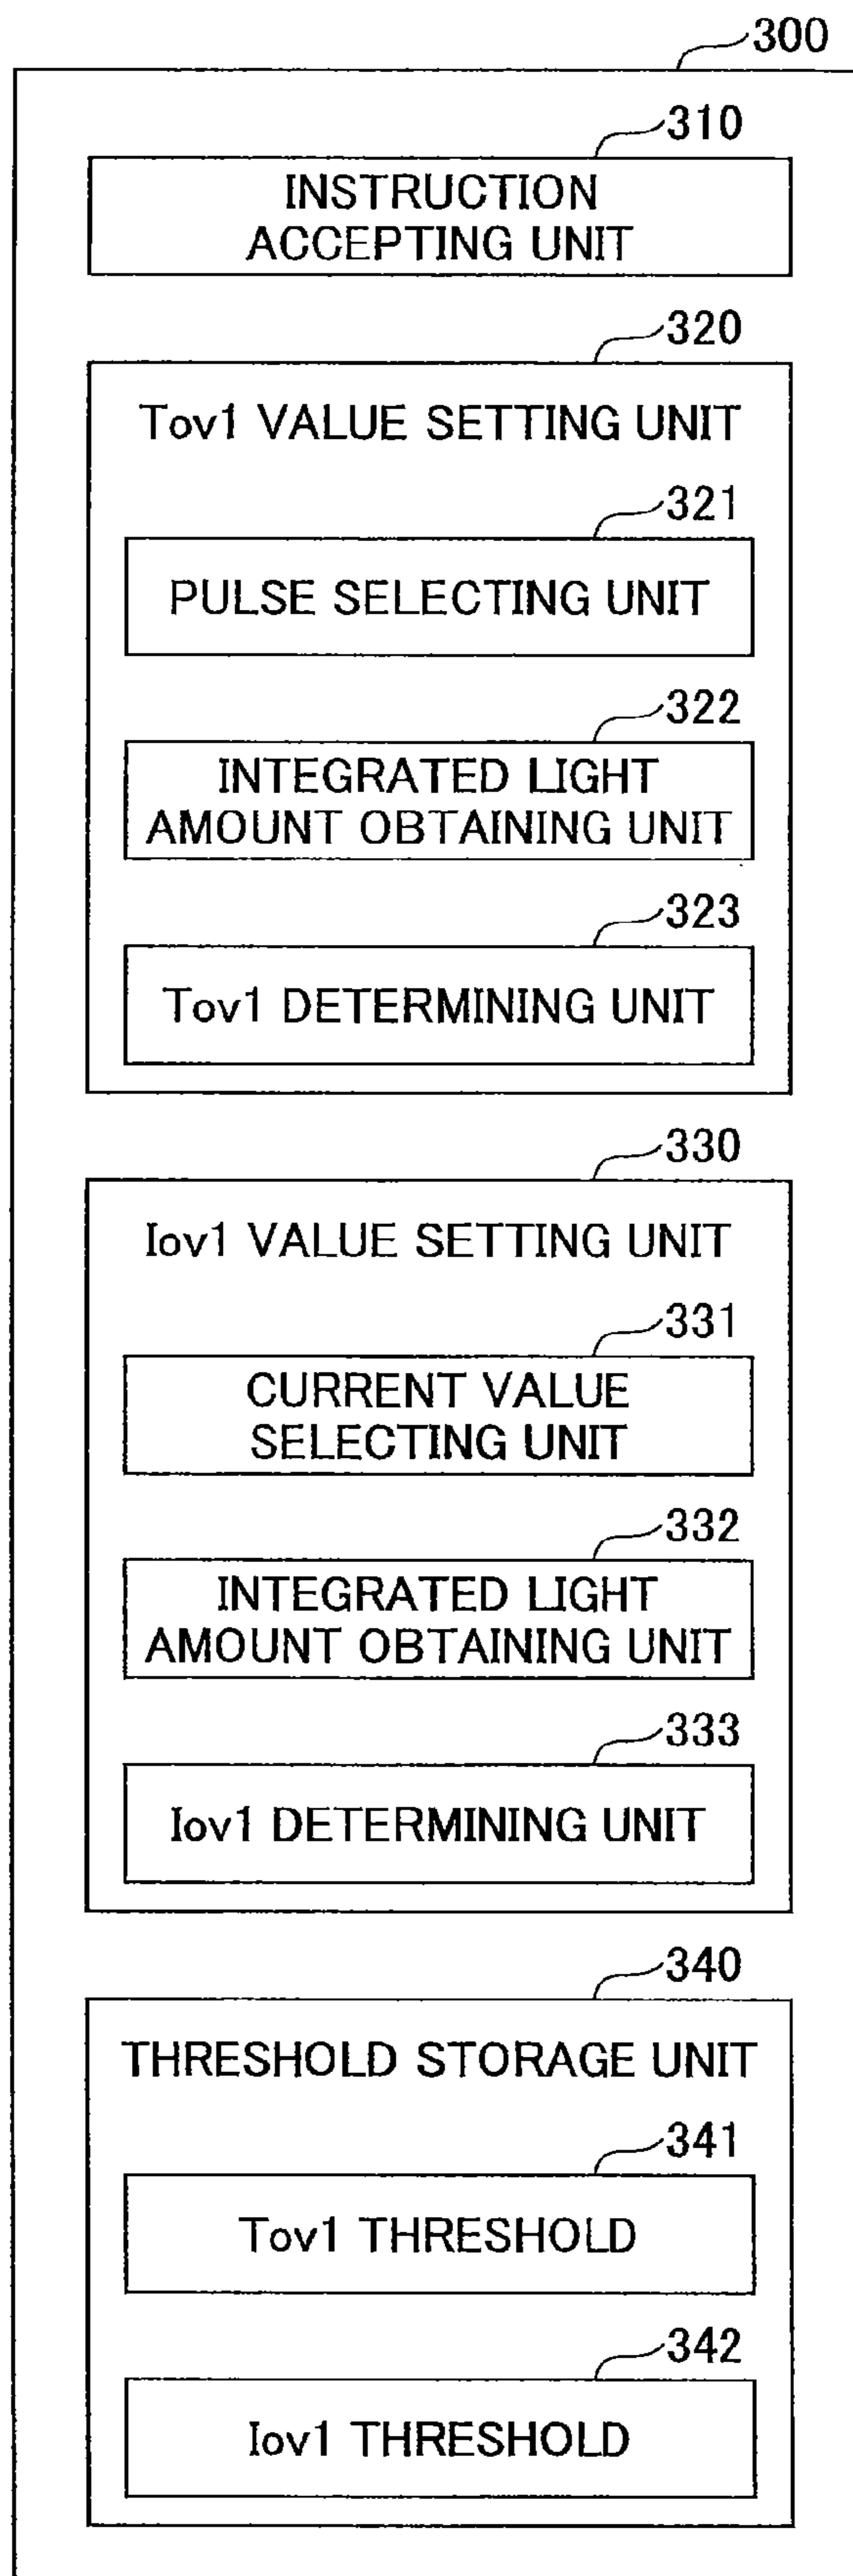 300
310
INSTRUCTION
ACCEPTING UNIT
320
Tov1 VALUE SETTING UNIT
321
PULSE SELECTING UNIT
322
INTEGRATED LIGHT
AMOUNT OBTAINING UNIT
323
Tov1 DETERMINING UNIT
330
Iov1 VALUE SETTING UNIT
331
CURRENT VALUE
SELECTING UNIT
332
INTEGRATED LIGHT
AMOUNT OBTAINING UNIT
333
Iov1 DETERMINING UNIT
340
THRESHOLD STORAGE UNIT
341
Tov1 THRESHOLD
342
Iov1 THRESHOLD